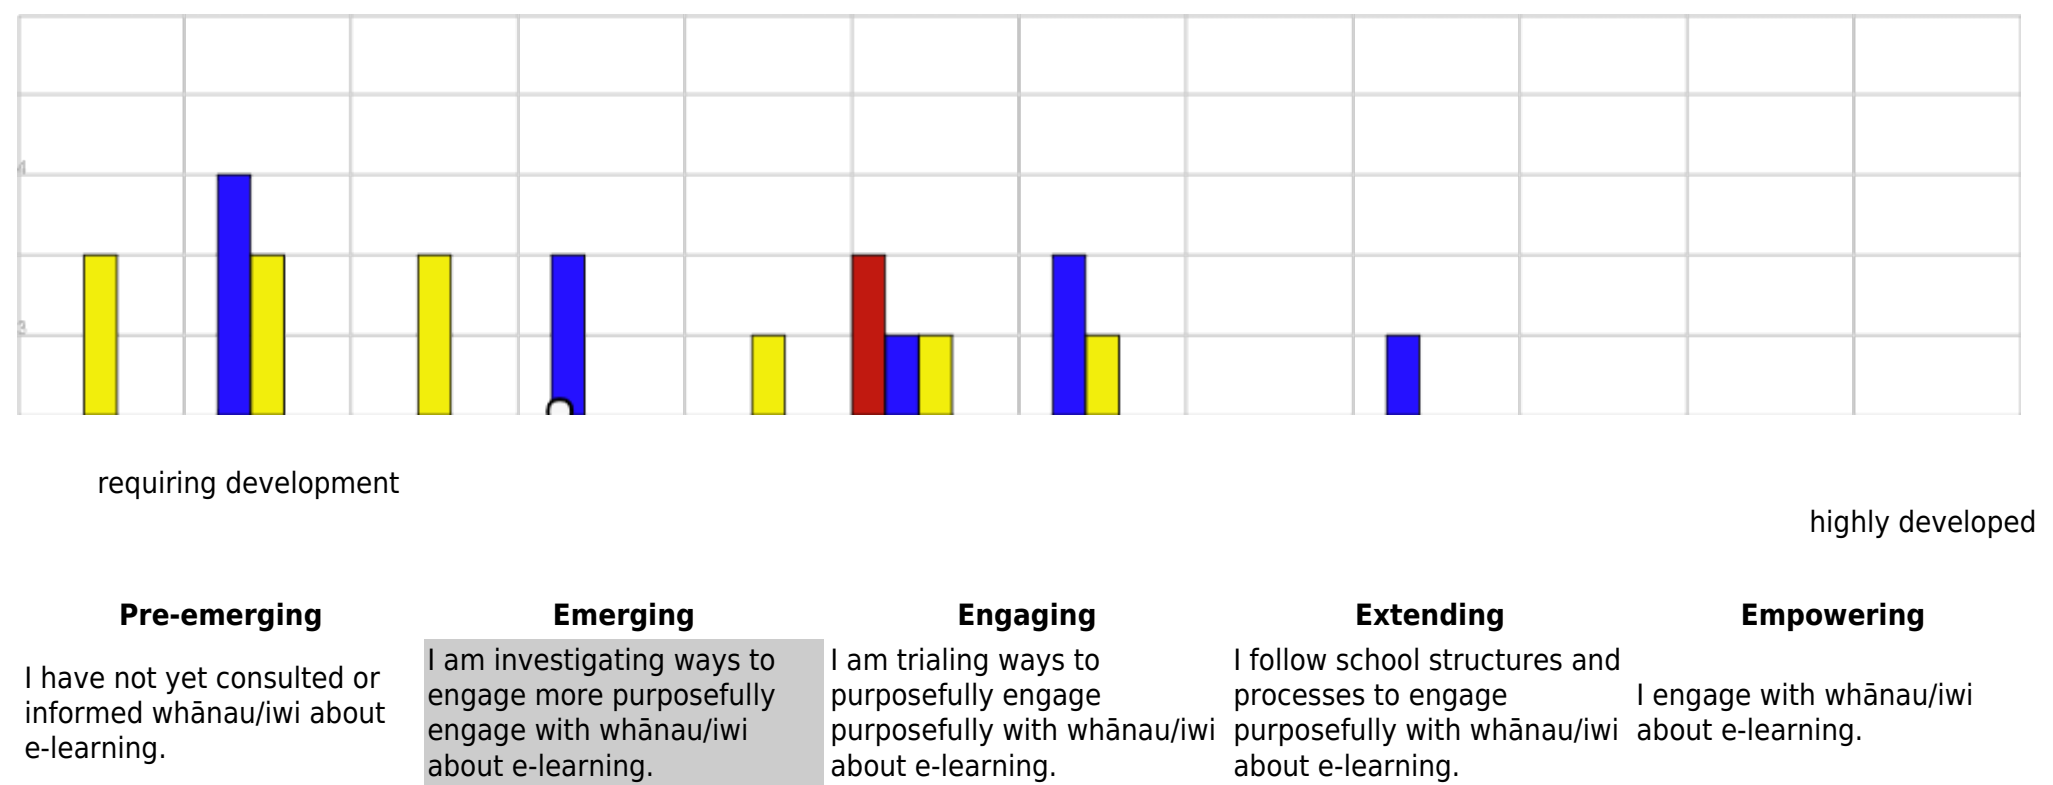 4
3
requiring development
highly developed
Pre-emerging
I have not yet consulted or
informed whānau/iwi about
e-learning.
Emerging
I am investigating ways to
engage more purposefully
engage with whānau/iwi
about e-learning.
Engaging
I am trialing ways to
purposefully engage
purposefully with whānau/iwi
about e-learning.
Extending
I follow school structures and
processes to engage
purposefully with whānau/iwi
about e-learning.
Empowering
I engage with whānau/iwi
about e-learning.